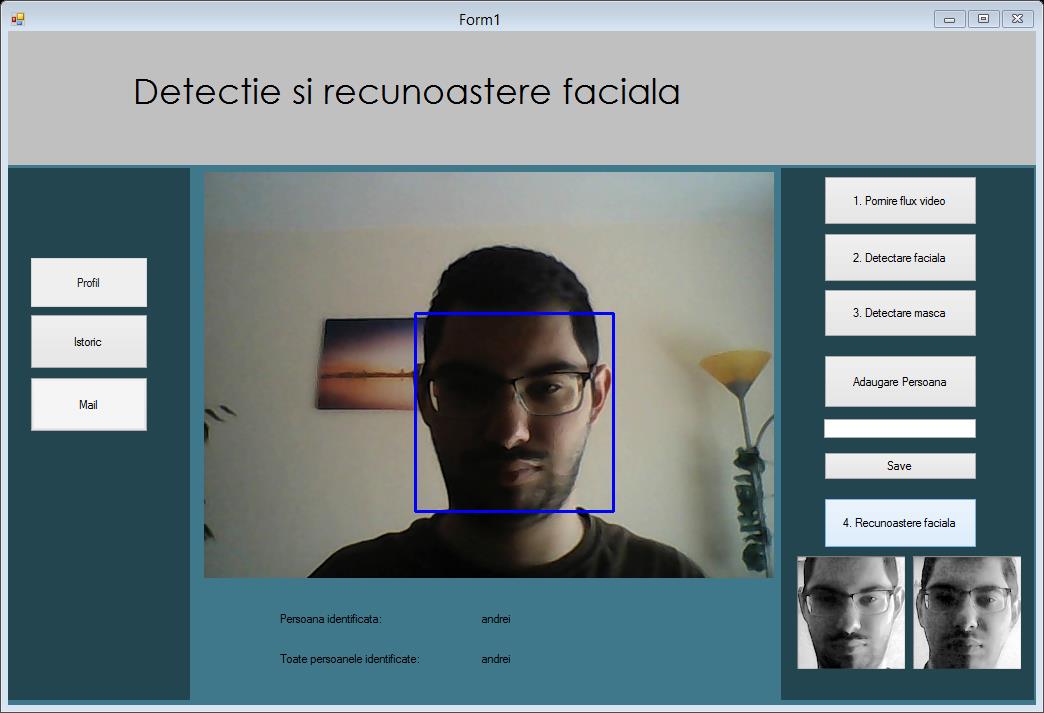 Form1
Detectie si recunoastere faciala
Profil
Istoric
Mail
1. Pornire flux video
2. Detectare faciala
3. Detectare masca
Adaugare Persoana
Save
4. Recunoastere faciala
Persoana identificata: andrei
Toate persoanele identificate: andrei